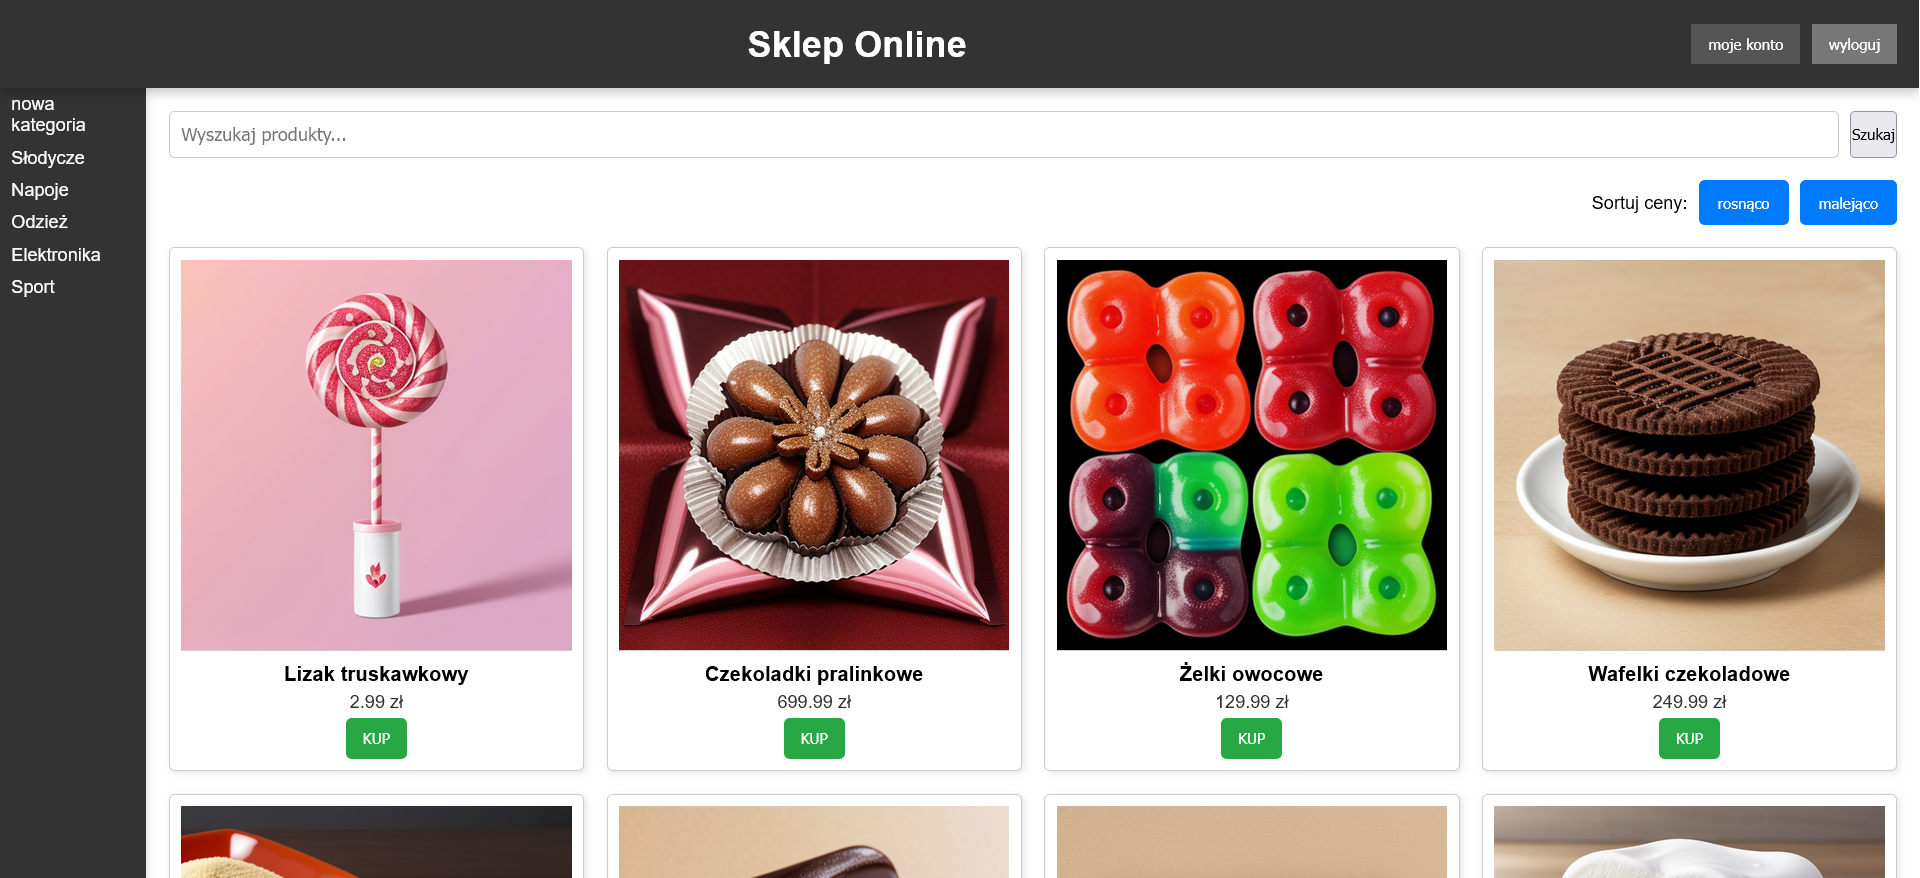 Sklep Online
moje konto
wyloguj
nowa
kategoria
Słodycze
Napoje
Odzież
Elektronika
Sport
Wyszukaj produkty...
Szukaj
Sortuj ceny:
rosnąco
malejąco
Lizak truskawkowy
2.99 zł
KUP
Czekoladki pralinkowe
699.99 zł
KUP
Żelki owocowe
129.99 zł
KUP
Wafelki czekoladowe
249.99 zł
KUP